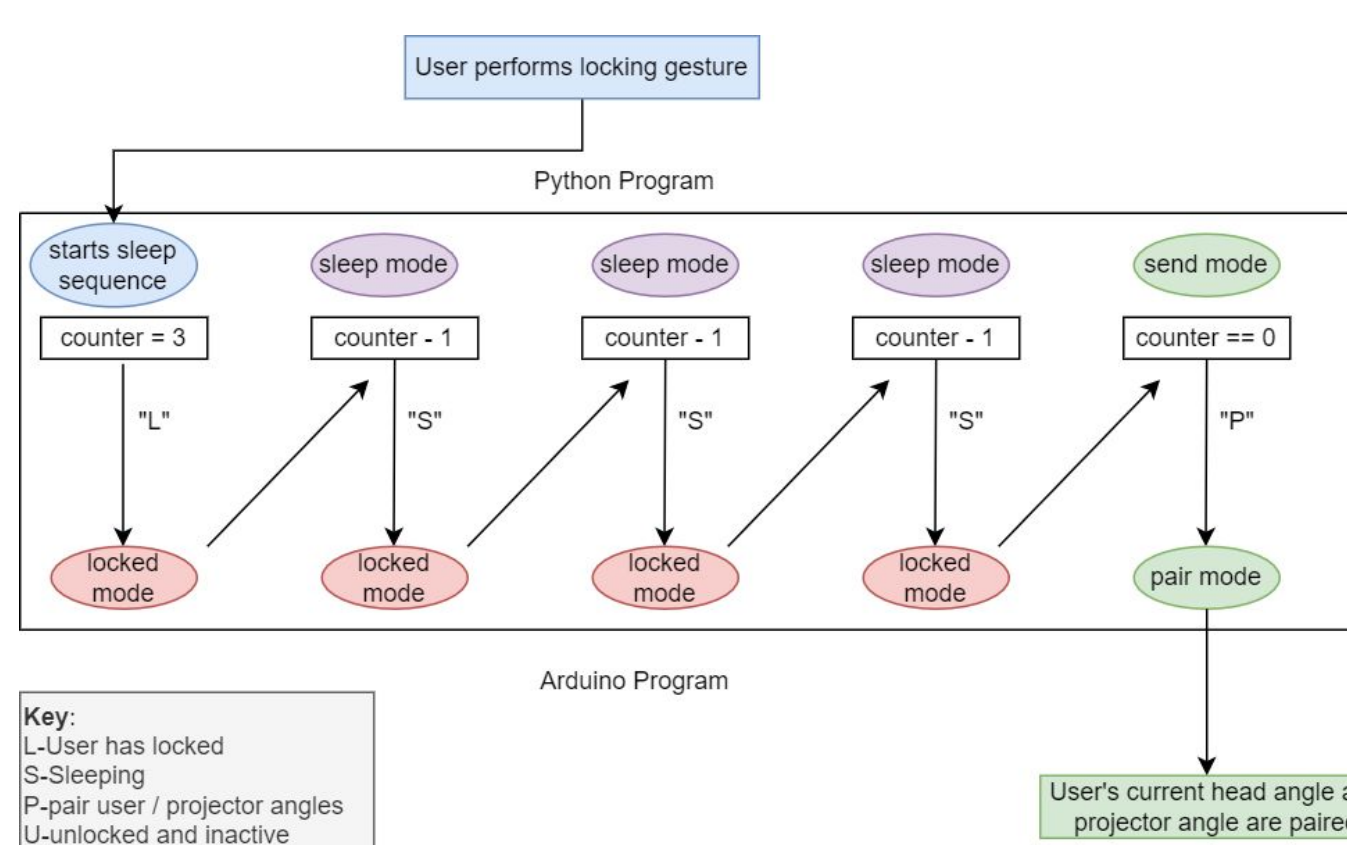 User performs locking gesture
Python Program
starts sleep
sequence
sleep mode
sleep mode
sleep mode
send mode
counter = 3
counter - 1
counter - 1
counter - 1
counter == 0
"L"
"S"
"S"
"S"
"P"
locked
mode
locked
mode
locked
mode
locked
mode
pair mode
Arduino Program
Key:
L-User has locked
S-Sleeping
P-pair user / projector angles
U-unlocked and inactive
User's current head angle
projector angle are paired